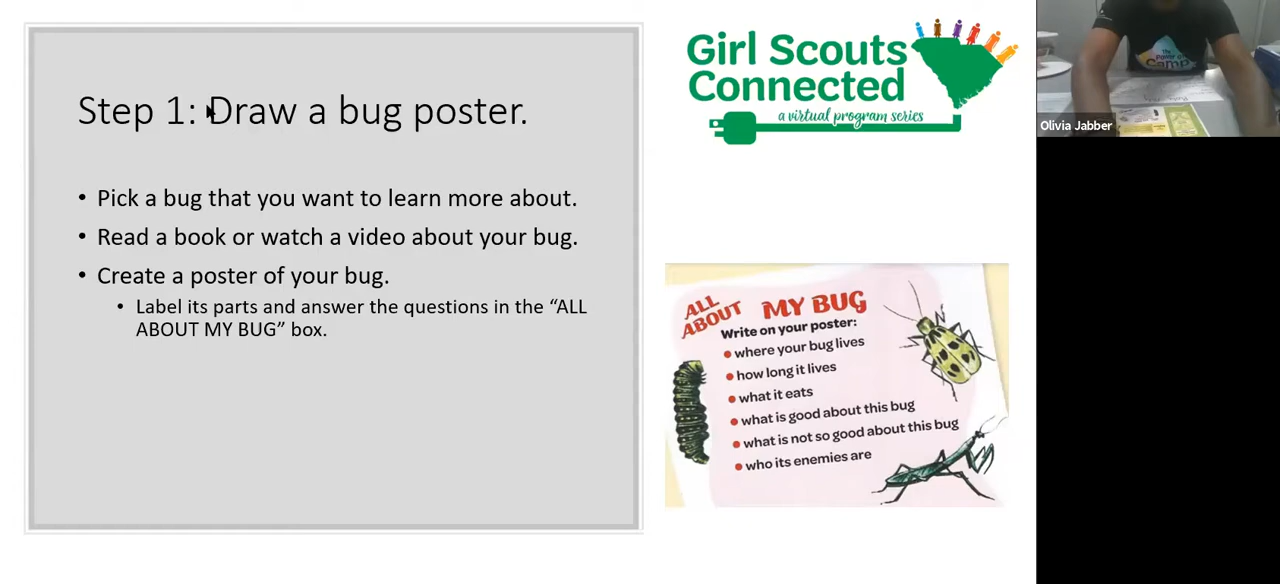 Step 1: Draw a bug poster.
• Pick a bug that you want to learn more about.
• Read a book or watch a video about your bug.
• Create a poster of your bug.
• Label its parts and answer the questions in the “ALL
ABOUT MY BUG” box.
Girl Scouts
Connected
a virtual program series
ALL
ABOUT MY BUG
Write on your poster:
• where your bug lives
• how long it lives
• what it eats
• what is good about this bug
• what is not so good about this bug
• who its enemies are
Camp
Olivia Jabber